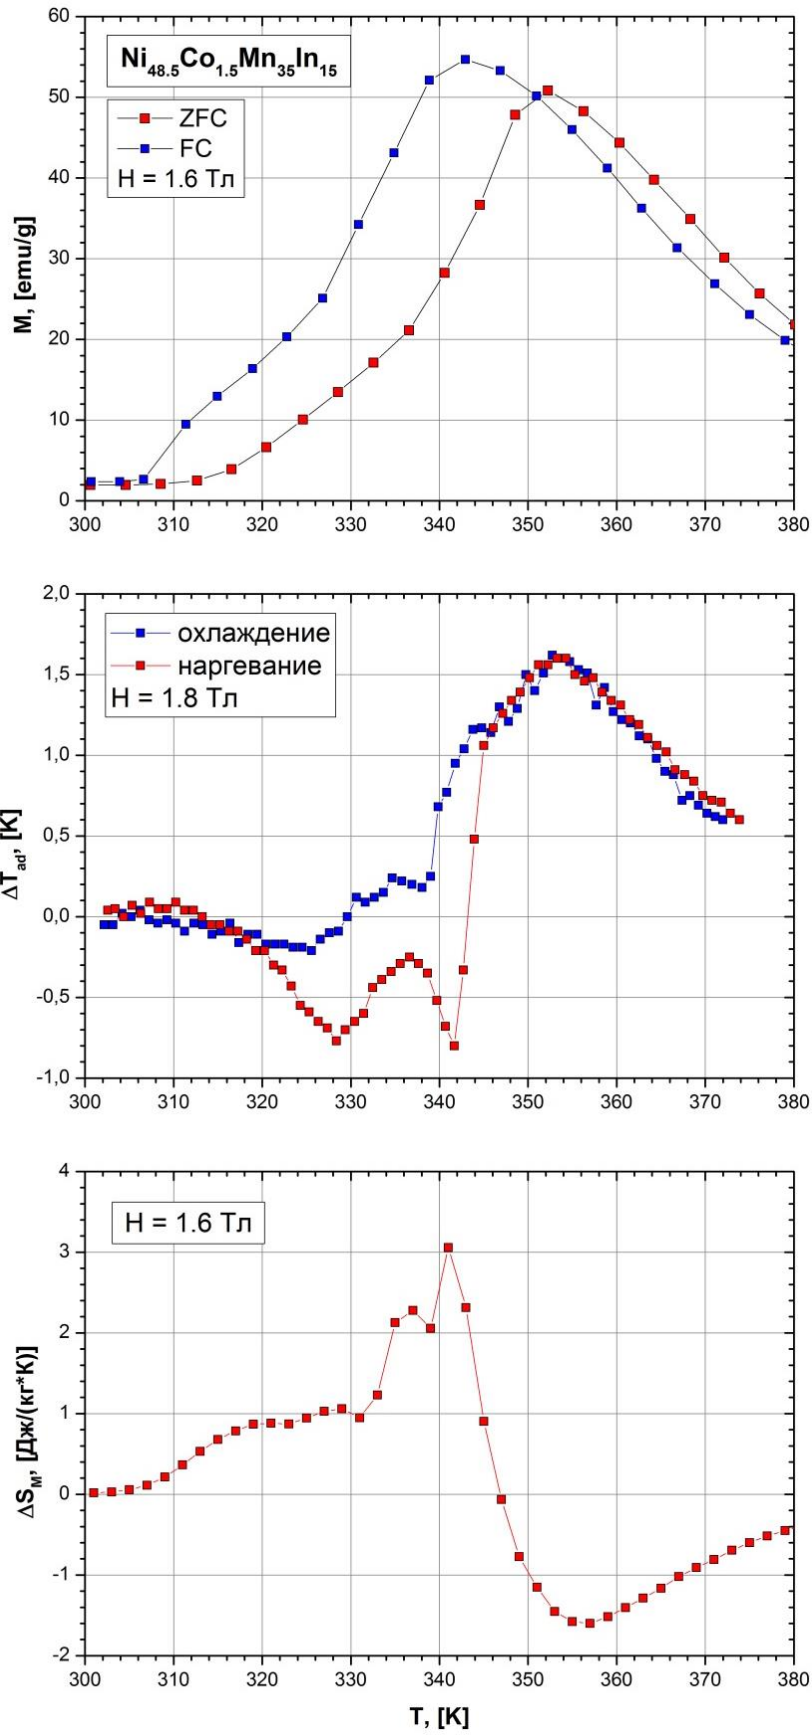 60
50
40
30
20
10
0
M, [emu/g]
Ni48.5Co1.5Mn35In15
ZFC
FC
H = 1.6 Тл
300 310 320 330 340 350 360 370 380
2,0
1,5
1,0
0,5
0,0
-0,5
-1,0
ΔTad, [K]
охлаждение
наргевание
H = 1.8 Тл
300 310 320 330 340 350 360 370 380
4
3
2
1
0
-1
-2
ΔSM, [Дж/(кг*К)]
H = 1.6 Тл
300 310 320 330 340 350 360 370 380
T, [K]